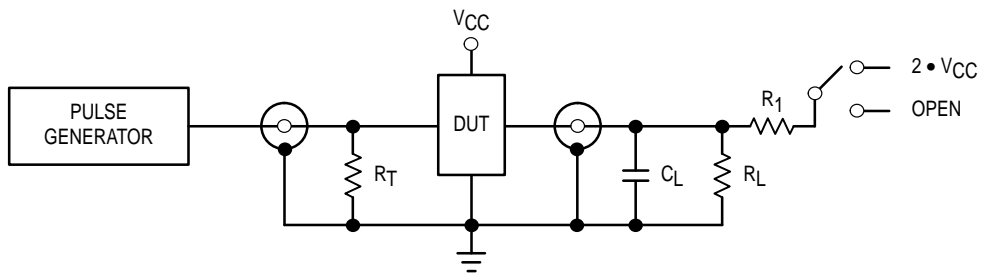 VCC
2 • VCC
PULSE
GENERATOR
DUT
R1
OPEN
RT
CL
RL